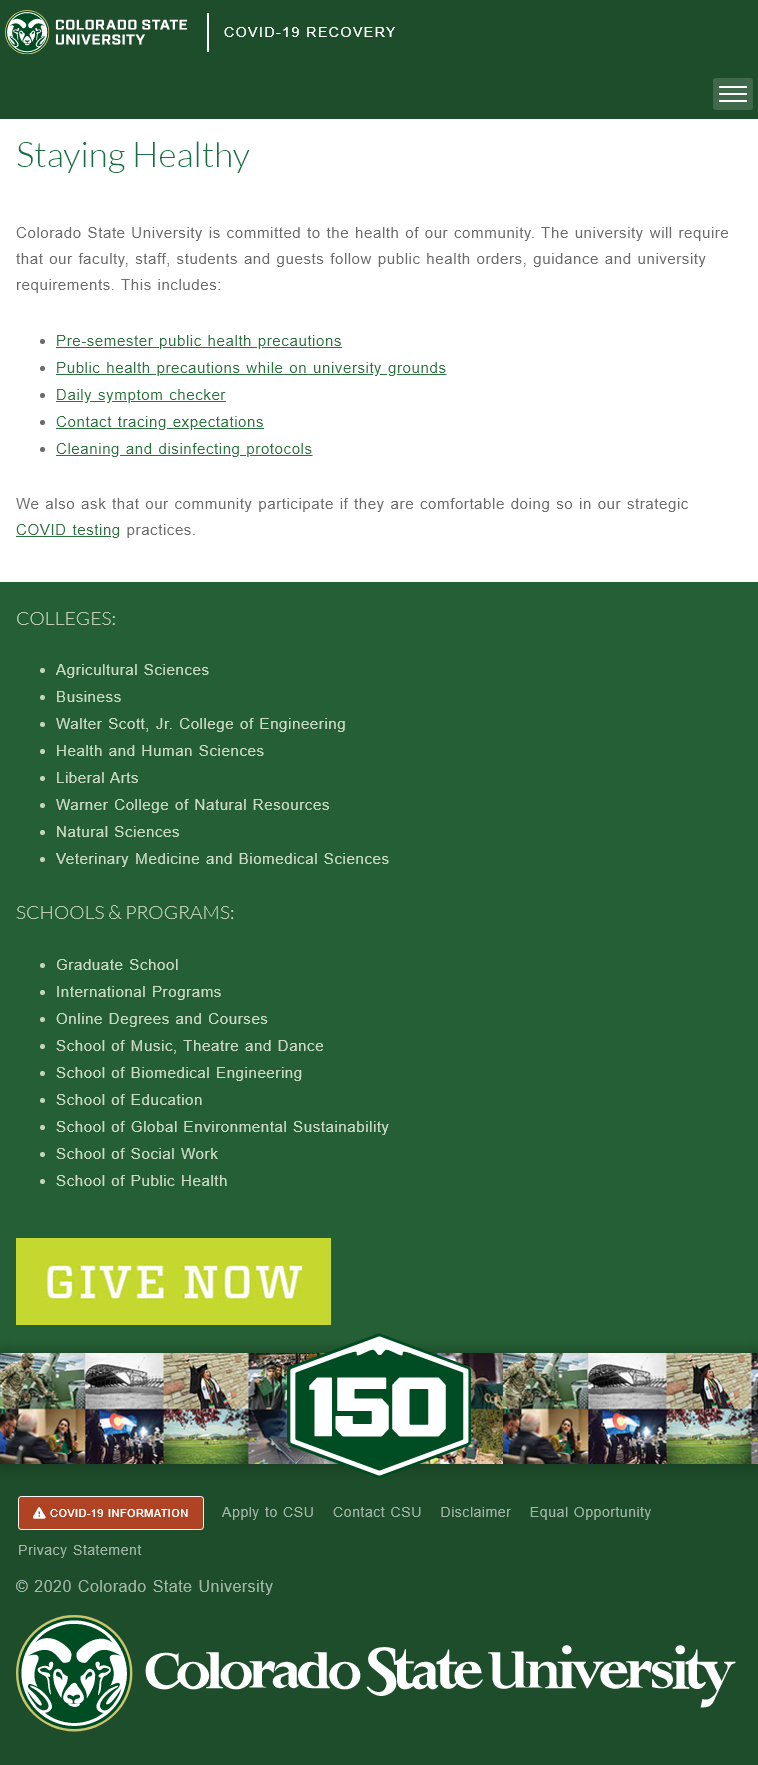 COLORADO STATE
UNIVERSITY
COVID-19 RECOVERY
Staying Healthy
Colorado State University is committed to the health of our community. The university will require
that our faculty, staff, students and guests follow public health orders, guidance and university
requirements. This includes:
Pre-semester public health precautions
Public health precautions while on university grounds
Daily symptom checker
Contact tracing expectations
Cleaning and disinfecting protocols
We also ask that our community participate if they are comfortable doing so in our strategic
COVID testing practices.
COLLEGES:
Agricultural Sciences
Business
Walter Scott, Jr. College of Engineering
Health and Human Sciences
Liberal Arts
Warner College of Natural Resources
Natural Sciences
Veterinary Medicine and Biomedical Sciences
SCHOOLS & PROGRAMS:
Graduate School
International Programs
Online Degrees and Courses
School of Music, Theatre and Dance
School of Biomedical Engineering
School of Education
School of Global Environmental Sustainability
School of Social Work
School of Public Health
GIVE NOW
150
COVID-19 INFORMATION Apply to CSU Contact CSU Disclaimer Equal Opportunity
Privacy Statement
© 2020 Colorado State University
Colorado State University